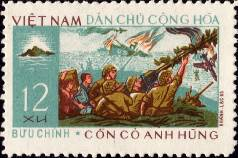 VIỆT NAM DÂN CHỦ CỘNG HÒA
12
XU
BƯU CHÍNH ★ CỒN CỎ ANH HÙNG